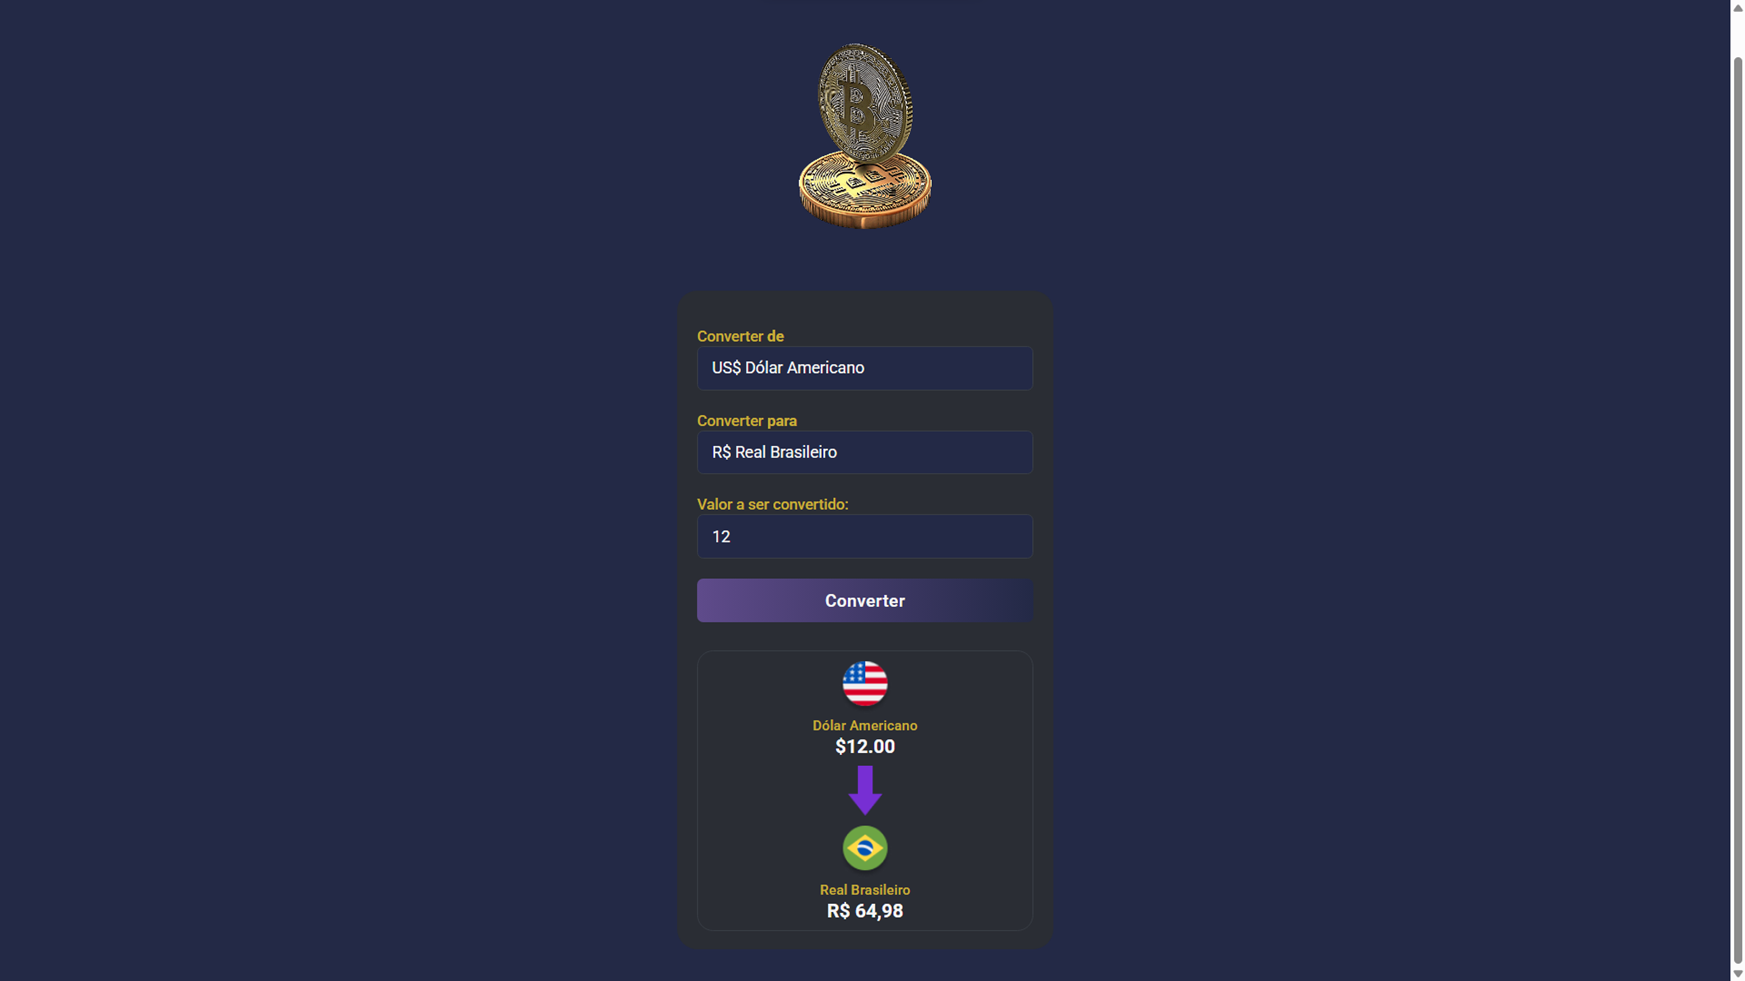 Converter de
US$ Dólar Americano
Converter para
R$ Real Brasileiro
Valor a ser convertido:
12
Converter
Dólar Americano
$12.00
Real Brasileiro
R$ 64,98